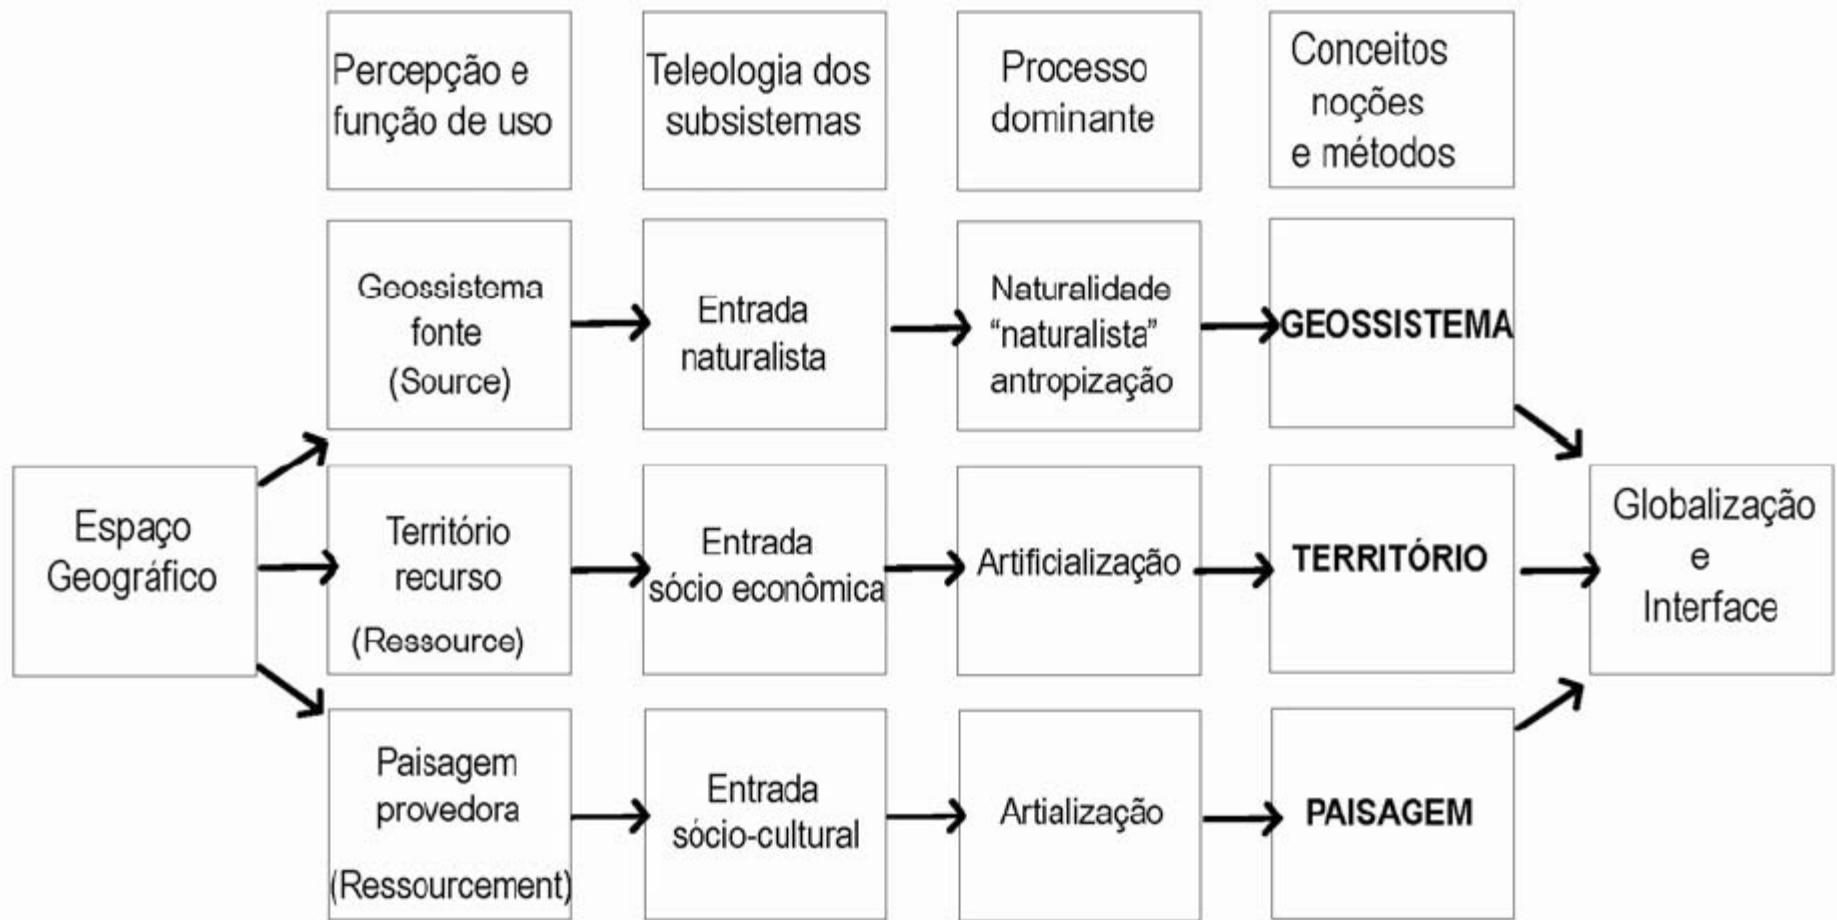 Percepção e
função de uso
Teleologia dos
subsistemas
Processo
dominante
Conceitos
noções
e métodos
Geossistema
fonte
(Source)
Entrada
naturalista
Naturalidade
“naturalista”
antropização
GEOSSISTEMA
Espaço
Geográfico
Território
recurso
(Ressource)
Entrada
sócio econômica
Artificialização
TERRITÓRIO
Globalização
e
Interface
Paisagem
provedora
(Ressourcement)
Entrada
sócio-cultural
Artialização
PAISAGEM